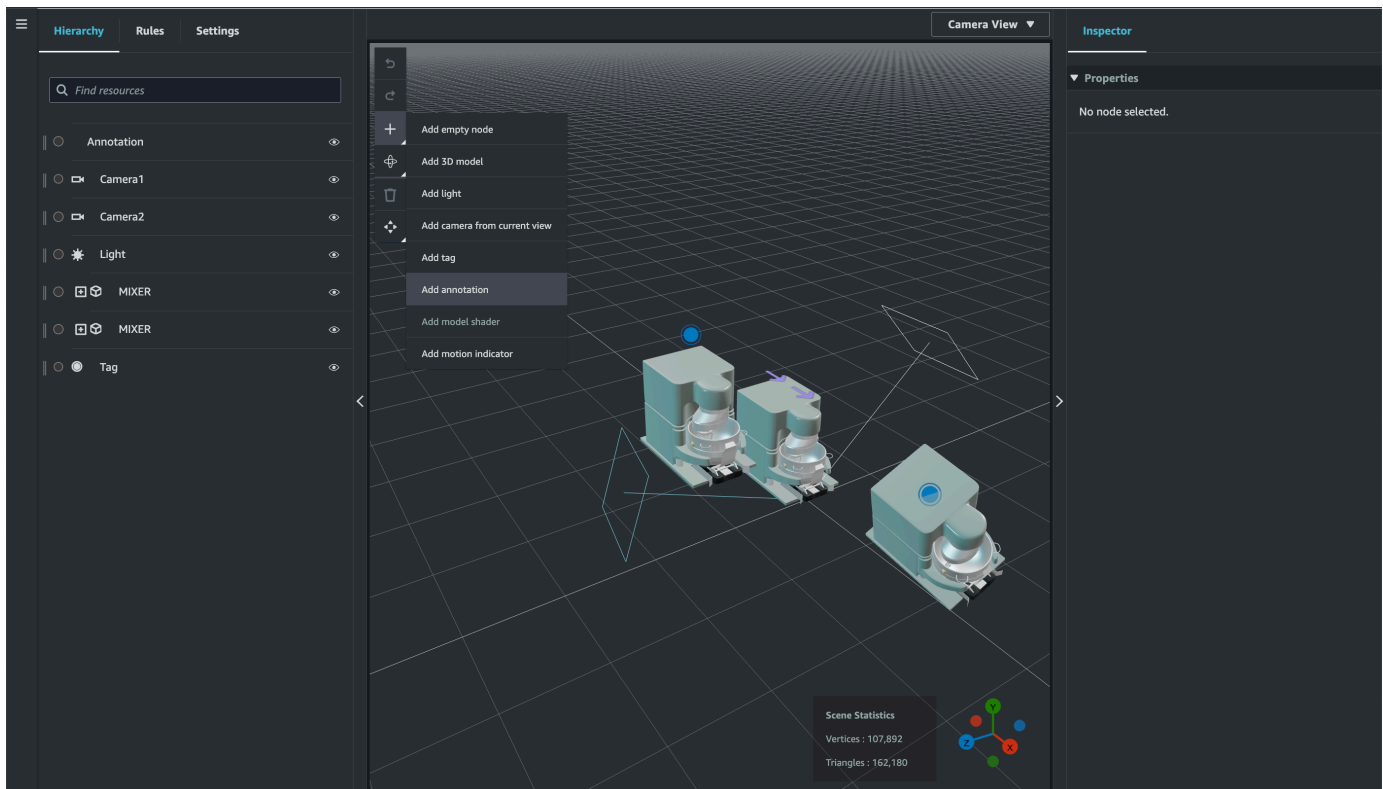 Hierarchy
Rules
Settings
Find resources
Annotation
Camera1
Camera2
Light
MIXER
MIXER
Tag
Camera View
Add empty node
Add 3D model
Add light
Add camera from current view
Add tag
Add annotation
Add model shader
Add motion indicator
Scene Statistics
Vertices : 107,892
Triangles : 162,180
Y
Z
X
Inspector
Properties
No node selected.